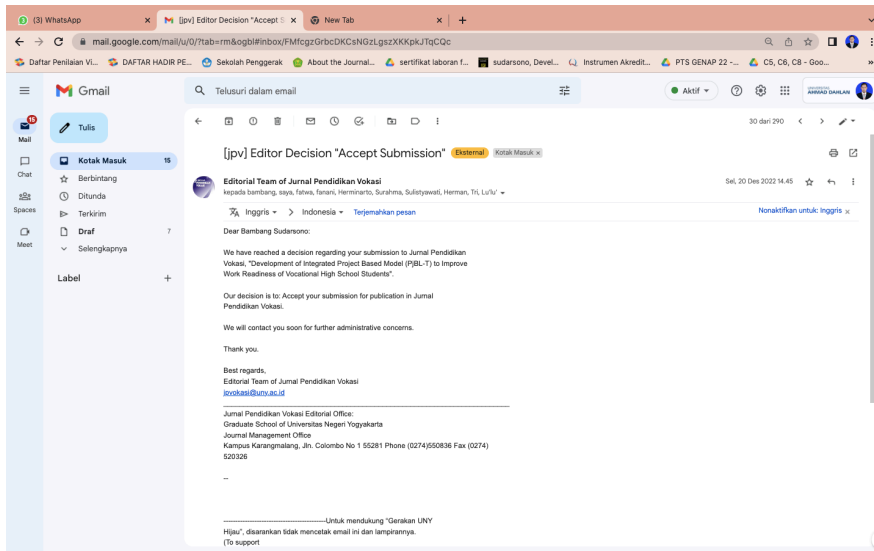 (3) WhatsApp
[jpv] Editor Decision "Accept S
New Tab
mail.google.com/mail/u/0/?tab=rm&ogbl#inbox/FMfcgzGrbcDKCsNGzLgszXKKpkJTqCQc
Daftar Penilaian Vi...
DAFTAR HADIR PE...
Sekolah Penggerak
About the Journal...
sertifikat laboran f...
sudarsono, Devel...
Instrumen Akredit...
PTS GENAP 22 -...
C5, C6, C8 - Goo...
Gmail
Telusuri dalam email
Aktif
AHMAD DAHLAN
15
Mail
Chat
Spaces
Meet
Tulis
Kotak Masuk 15
Berbintang
Ditunda
Terkirim
Draf 7
Selengkapnya
Label
30 dari 290
[jpv] Editor Decision "Accept Submission" Eksternal Kotak Masuk x
Editorial Team of Jurnal Pendidikan Vokasi
Sel, 20 Des 2022 14.45
kepada bambang, saya, fatwa, fanani, Herminarto, Surahma, Sulistyawati, Herman, Tri, Lu'lu'
Inggris > Indonesia Terjemahkan pesan
Nonaktifkan untuk: Inggris x
Dear Bambang Sudarsono:
We have reached a decision regarding your submission to Jurnal Pendidikan
Vokasi, "Development of Integrated Project Based Model (PjBL-T) to Improve
Work Readiness of Vocational High School Students".
Our decision is to: Accept your submission for publication in Jurnal
Pendidikan Vokasi.
We will contact you soon for further administrative concerns.
Thank you.
Best regards,
Editorial Team of Jurnal Pendidikan Vokasi
jpvokasi@uny.ac.id
Jurnal Pendidikan Vokasi Editorial Office:
Graduate School of Universitas Negeri Yogyakarta
Journal Management Office
Kampus Karangmalang, Jln. Colombo No 1 55281 Phone (0274)550836 Fax (0274)
520326
--
----------------------------------------Untuk mendukung "Gerakan UNY
Hijau", disarankan tidak mencetak email ini dan lampirannya.
(To support